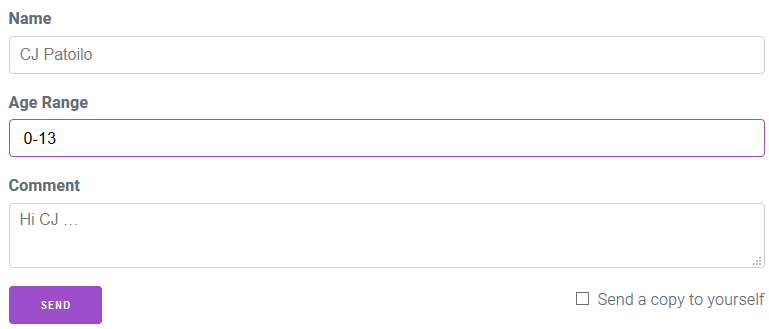 Name
CJ Patoilo
Age Range
0-13
Comment
Hi CJ …
SEND
Send a copy to yourself